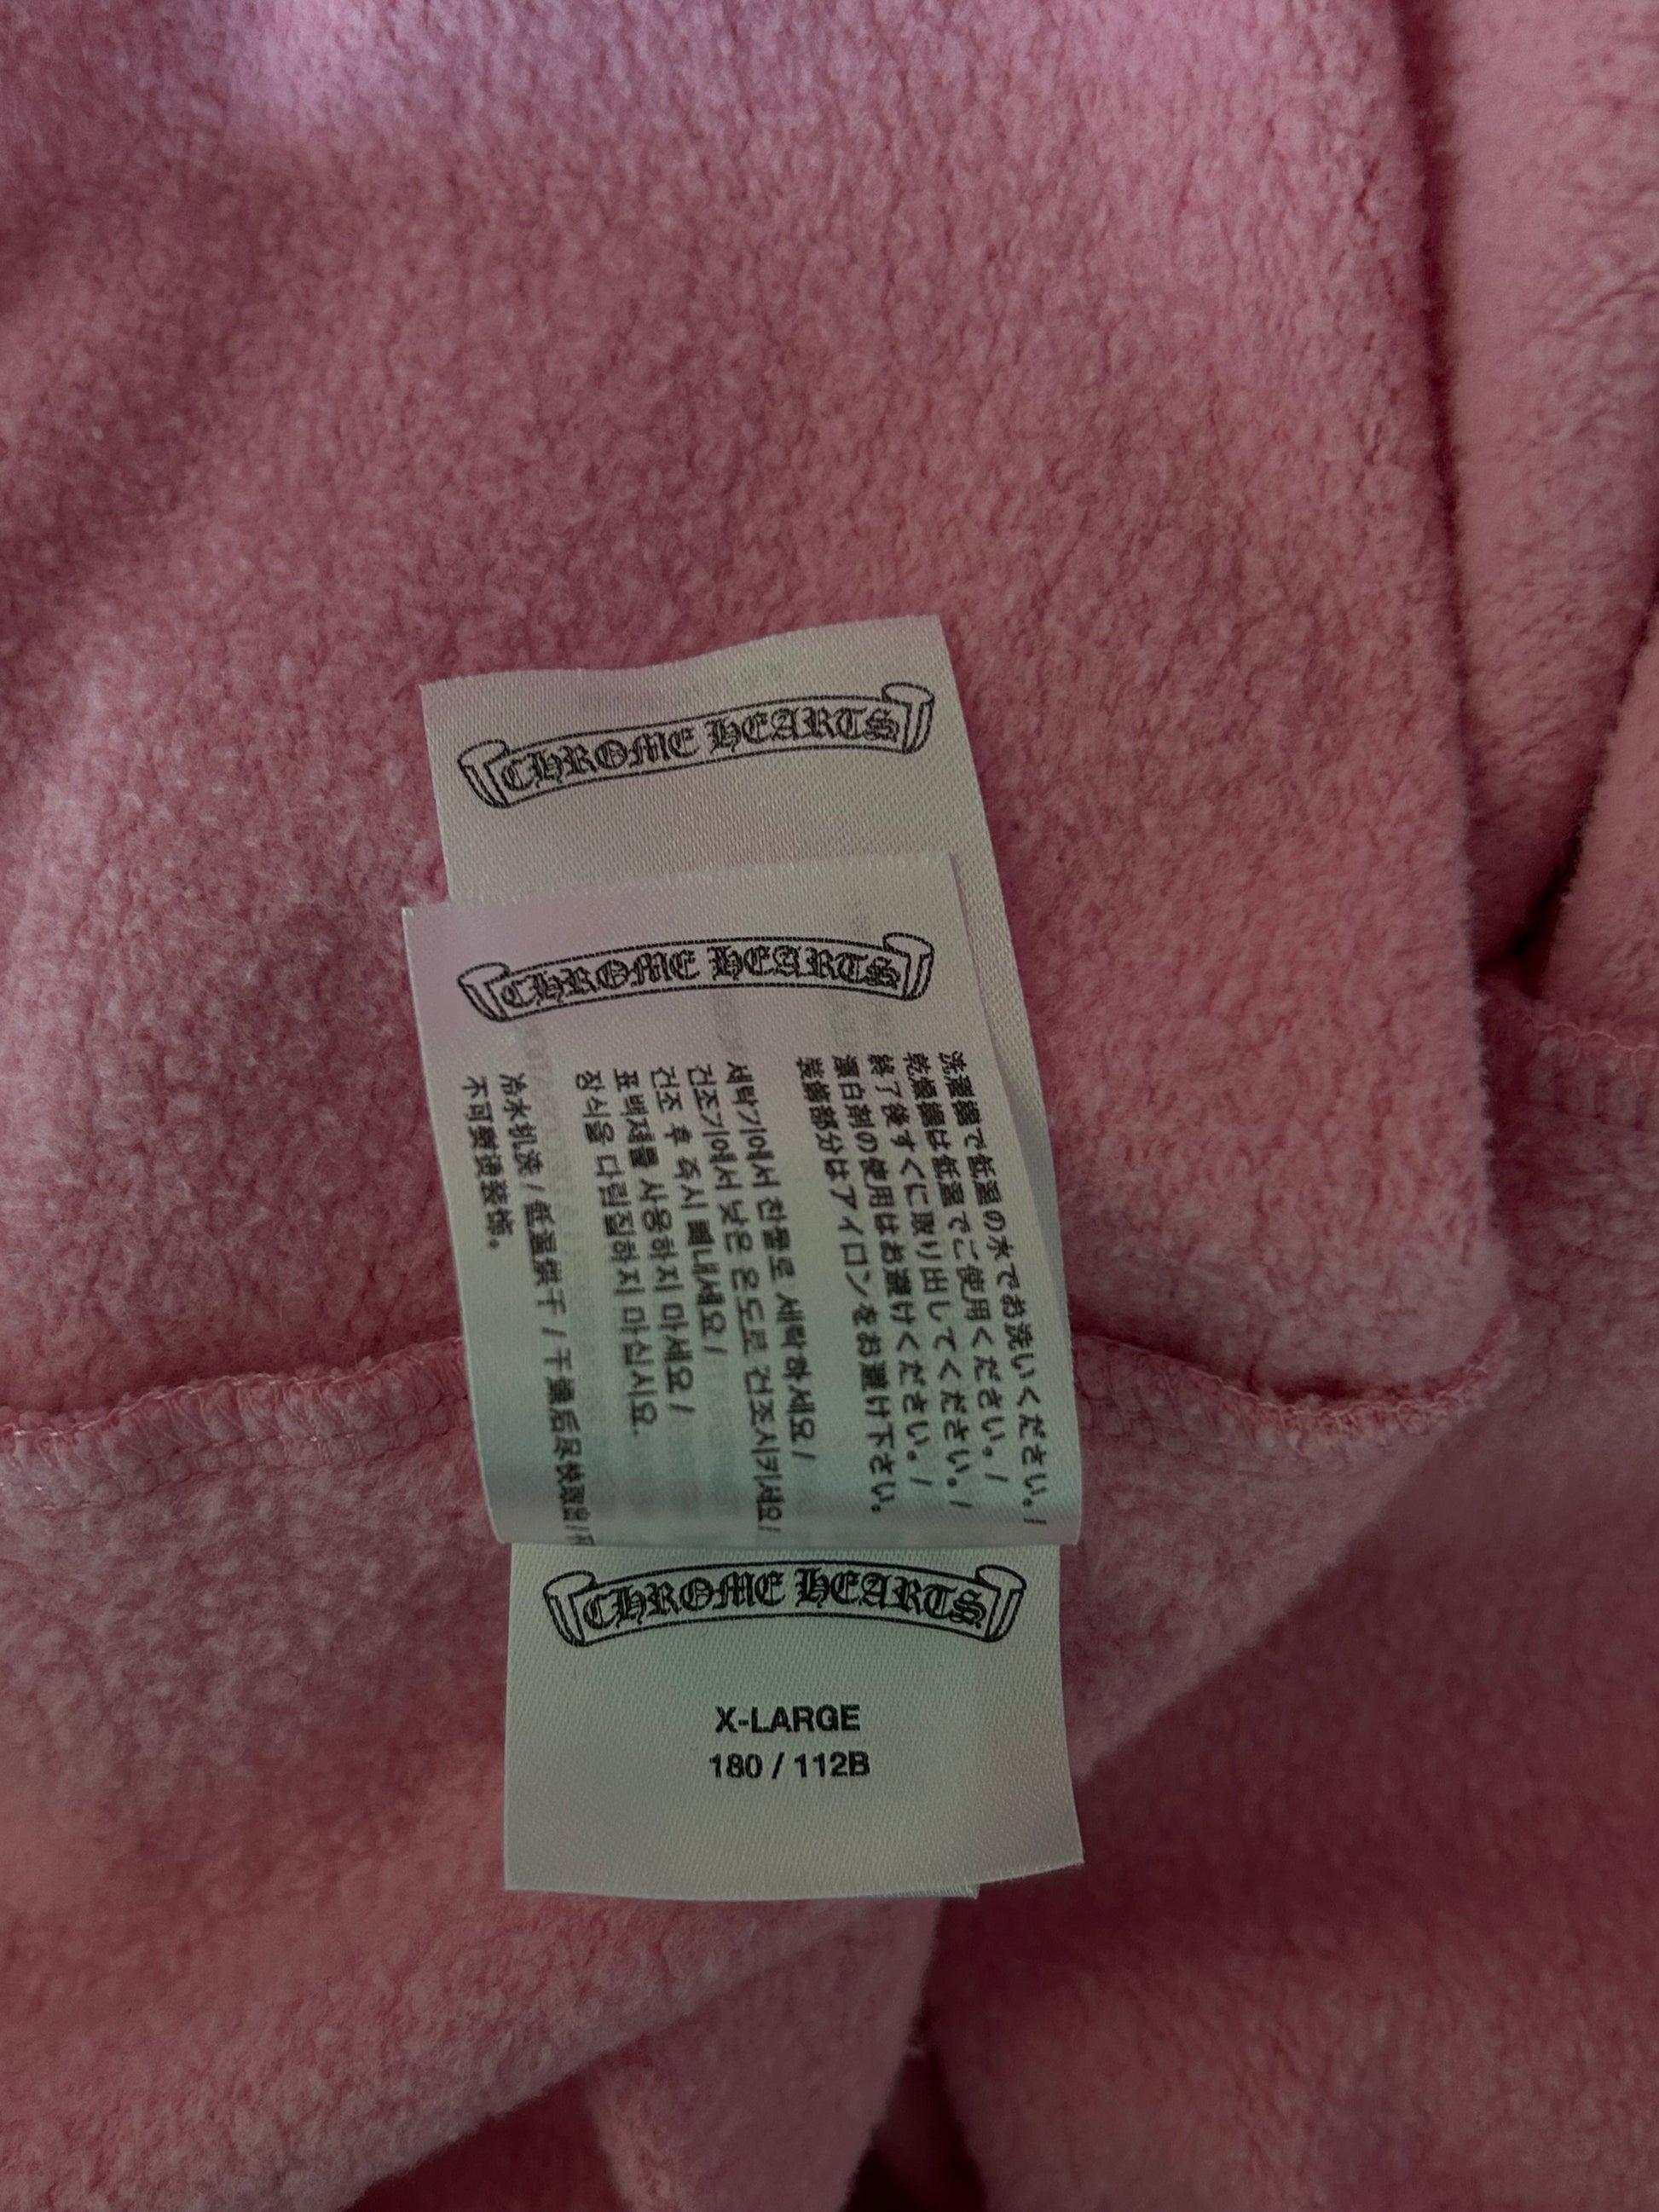 CHROME HEARTS
CHROME HEARTS
洗濯機で低温の水でお洗いください。/
乾燥機は低温でご使用ください。/
終了後すぐに取り出してください。/
漂白剤の使用はお避けください。/
装飾部分はアイロンをお避け下さい。
세탁기에서 찬물로 세탁하세요/
건조기에서 낮은 온도로 건조시키세요/
건조 후 즉시 빼내세요/
표백제를 사용하지 마세요/
장식을 다림질하지 마십시요.
冷水机洗/低温烘干/干燥后尽快取出/不
不可熨烫装饰。
CHROME HEARTS
X-LARGE
180 / 112B